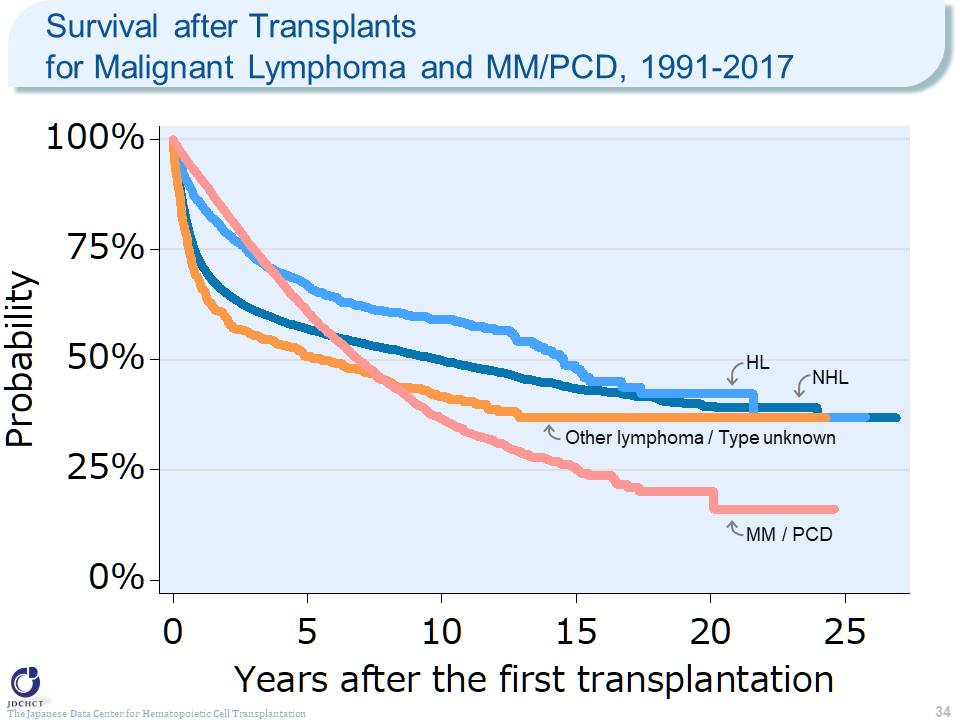 Survival after Transplants
for Malignant Lymphoma and MM/PCD, 1991-2017
100%
75%
50%
25%
0%
Probability
HL
NHL
Other lymphoma / Type unknown
MM / PCD
0 5 10 15 20 25
Years after the first transplantation
JDCHCT
The Japanese Data Center for Hematopoietic Cell Transplantation
34